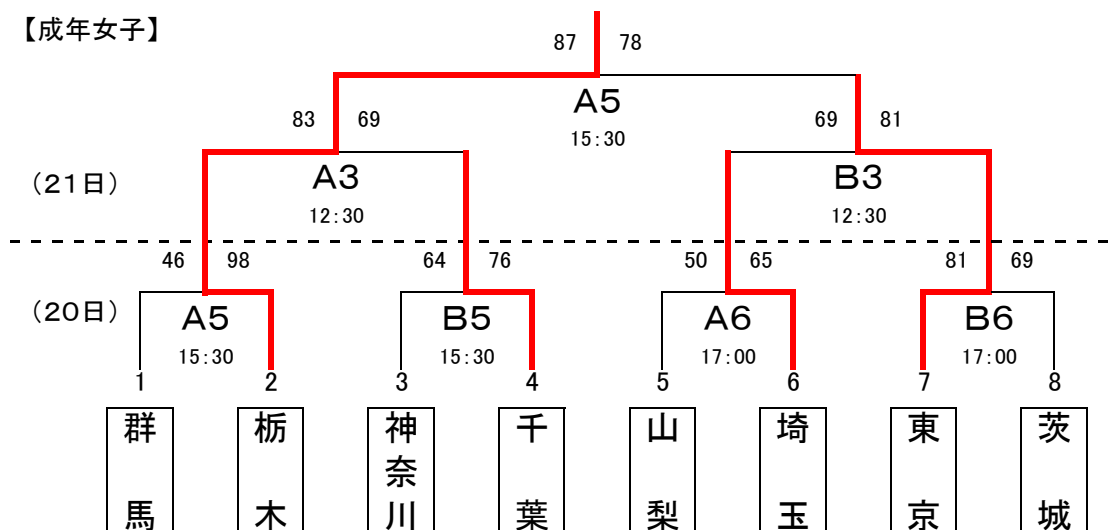 【成年女子】
87 78
A5
15:30
83 69
69 81
(21日)
A3
12:30
B3
12:30
46 98
64 76
50 65
81 69
(20日)
A5
15:30
B5
15:30
A6
17:00
B6
17:00
1 2 3 4 5 6 7 8
群馬
栃木
神奈川
千葉
山梨
埼玉
東京
茨城